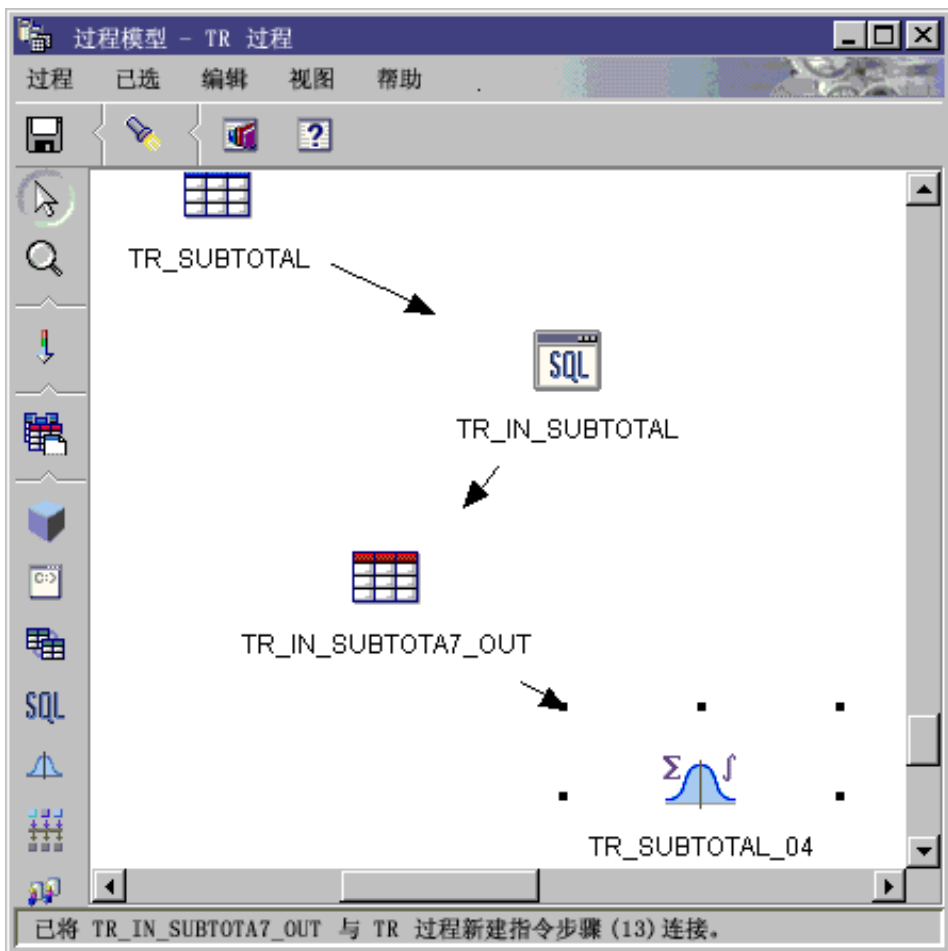 过程模型 - TR 过程
过程 已选 编辑 视图 帮助
TR_SUBTOTAL
SQL
TR_IN_SUBTOTAL
C:>
TR_IN_SUBTOTA7_OUT
SQL
Σ ∫
TR_SUBTOTAL_04
已将 TR_IN_SUBTOTA7_OUT 与 TR 过程新建指令步骤(13)连接。